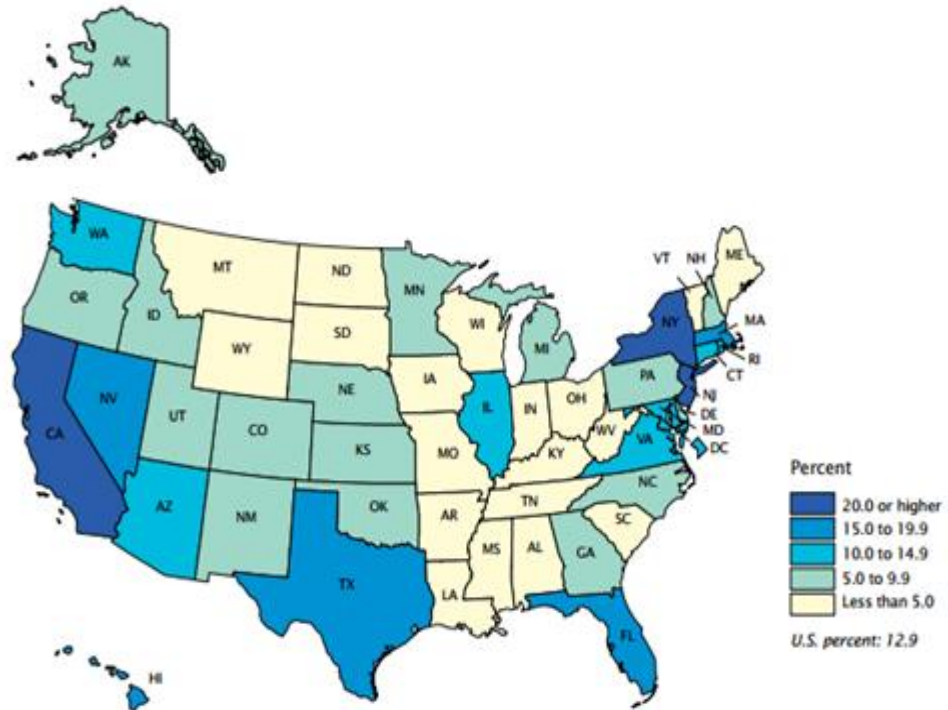 AK
WA
MT
ND
MN
VT
NH
ME
OR
ID
WY
SD
WI
MI
NY
MA
RI
CT
NV
UT
CO
NE
IA
IL
IN
OH
PA
NJ
DE
MD
DC
CA
KS
MO
KY
WV
VA
AZ
NM
OK
AR
TN
NC
SC
TX
LA
MS
AL
GA
FL
HI
Percent
20.0 or higher
15.0 to 19.9
10.0 to 14.9
5.0 to 9.9
Less than 5.0
U.S. percent: 12.9